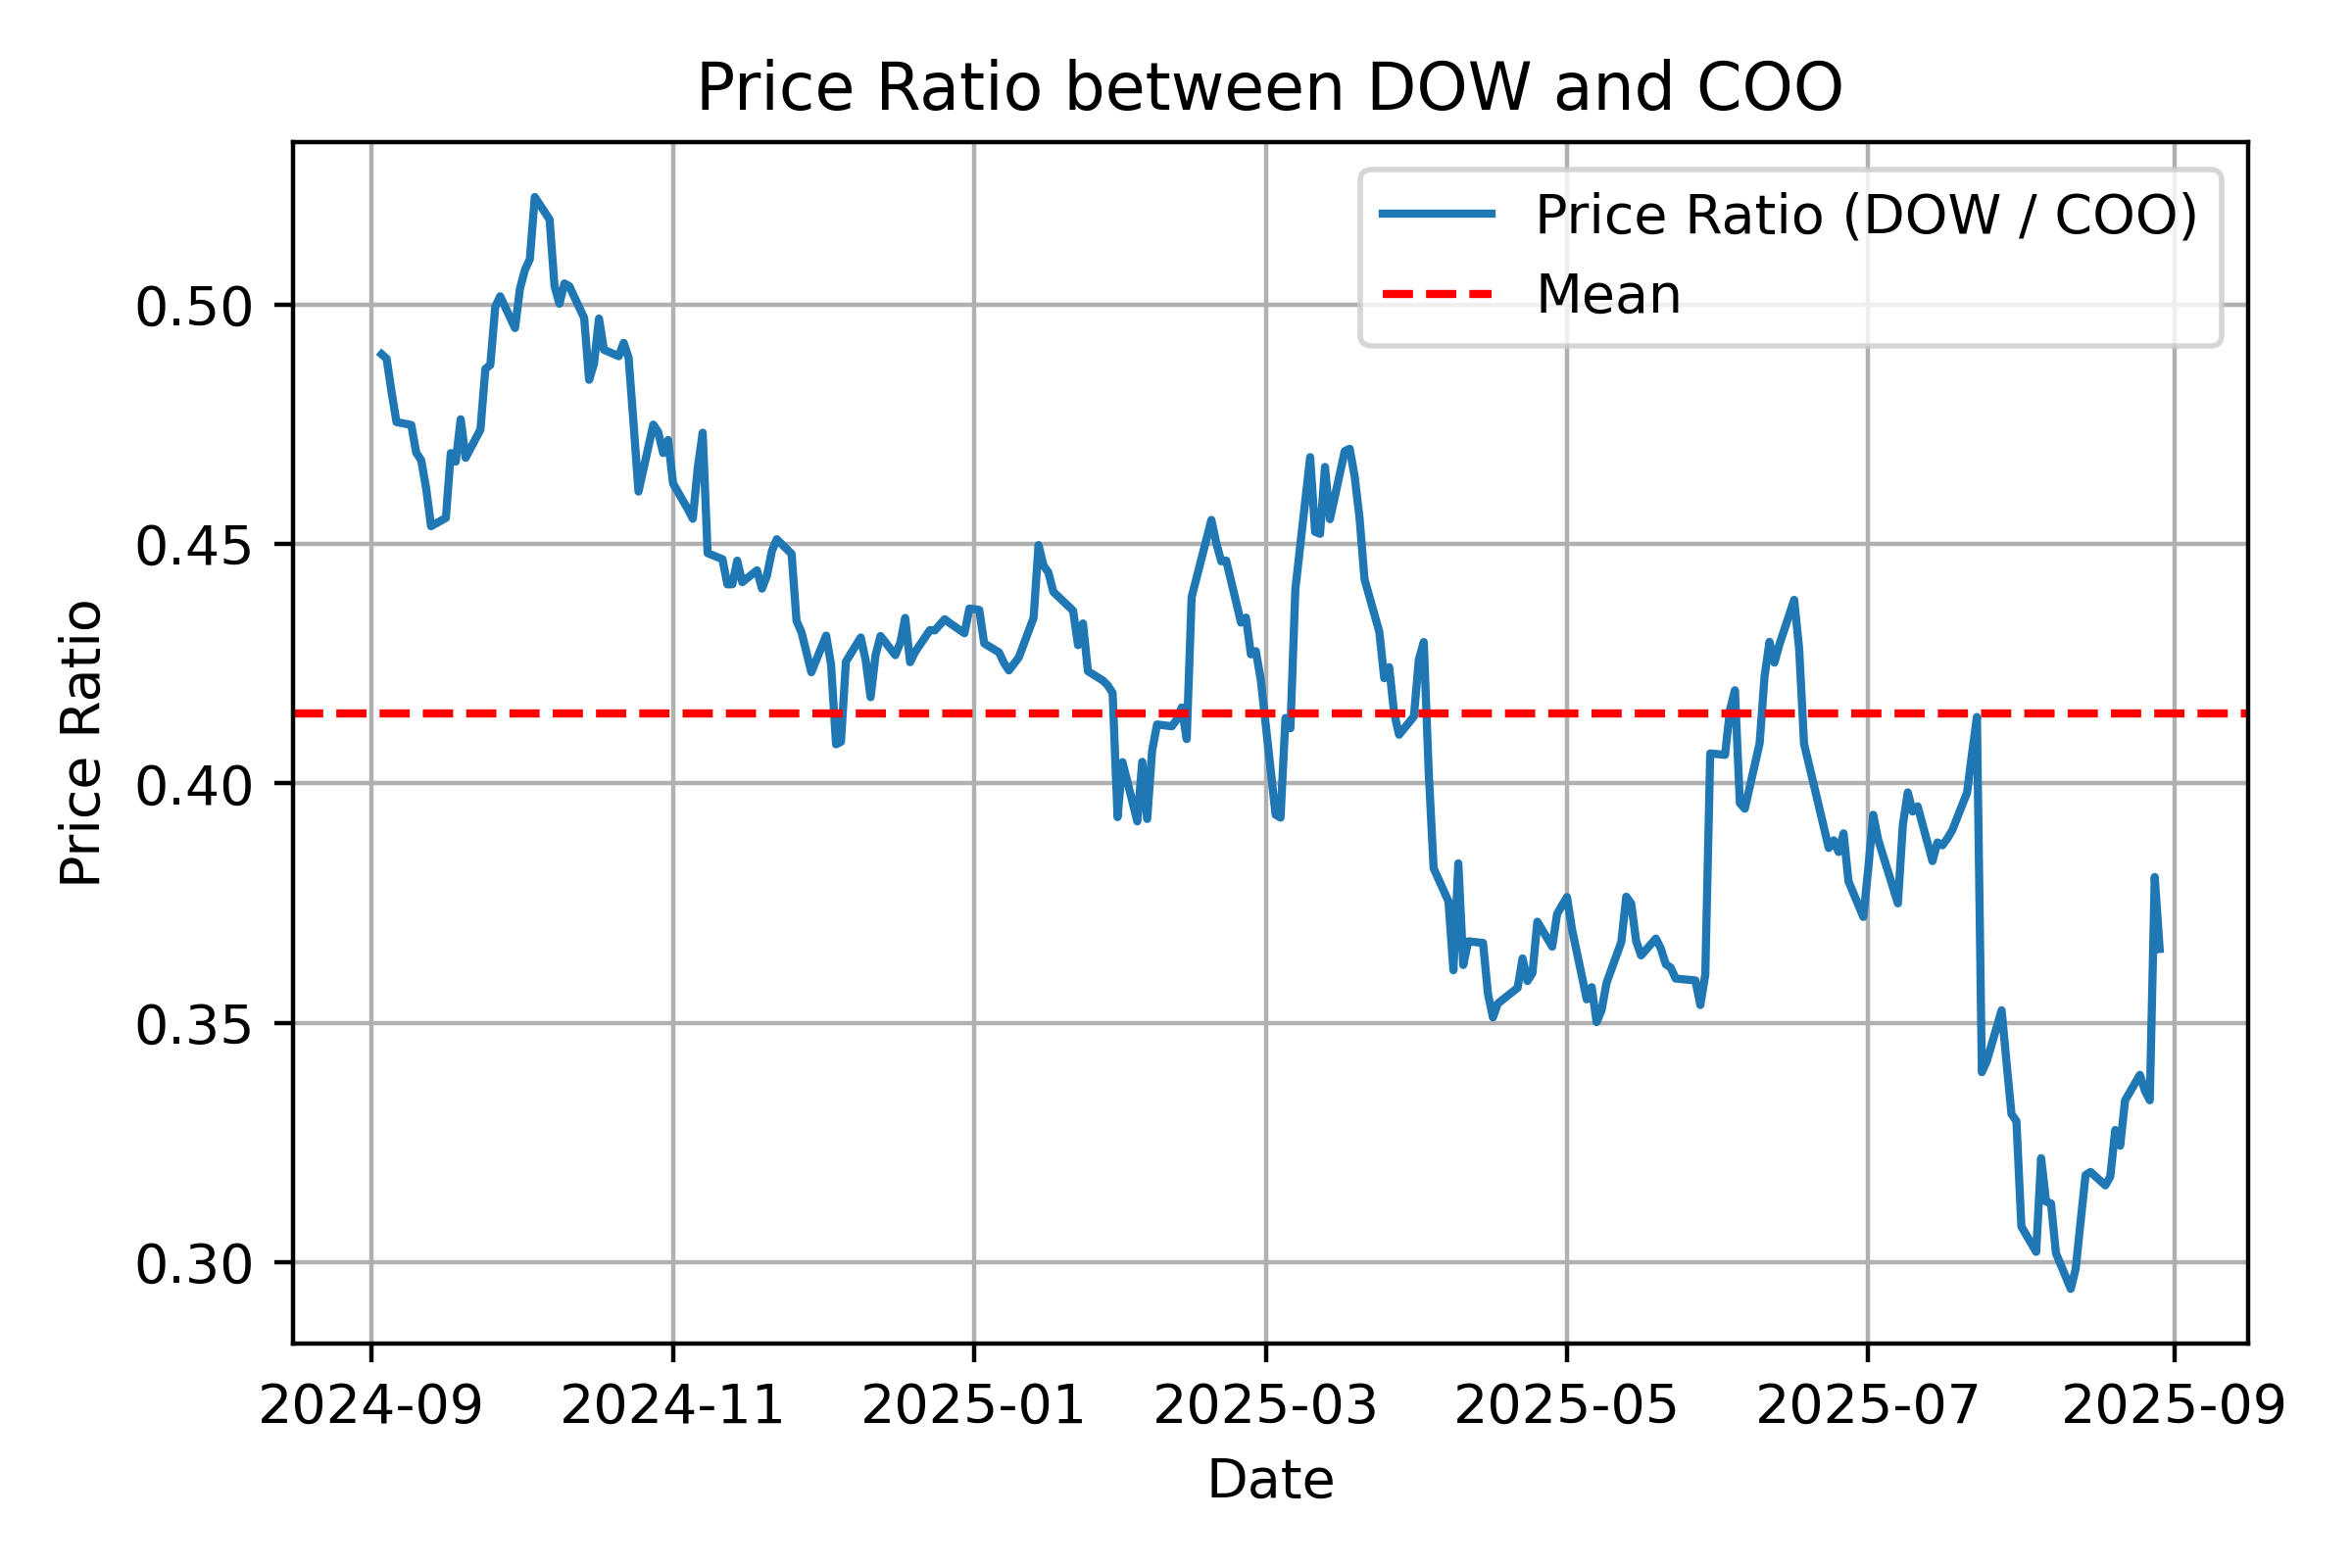 Price Ratio between DOW and COO
Price Ratio (DOW / COO)
Mean
Price Ratio
0.50
0.45
0.40
0.35
0.30
2024-09 2024-11 2025-01 2025-03 2025-05 2025-07 2025-09
Date